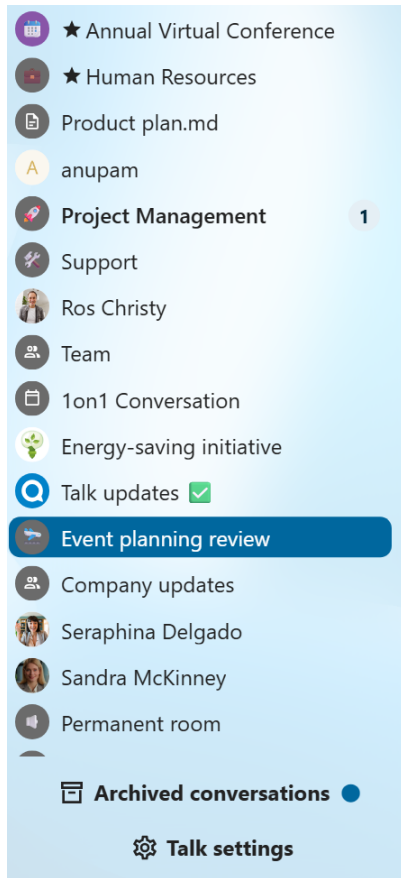 ★ Annual Virtual Conference
★ Human Resources
Product plan.md
A anupam
Project Management 1
Support
Ros Christy
Team
1on1 Conversation
Energy-saving initiative
Talk updates ✅
Event planning review
Company updates
Seraphina Delgado
Sandra McKinney
Permanent room
Archived conversations
Talk settings